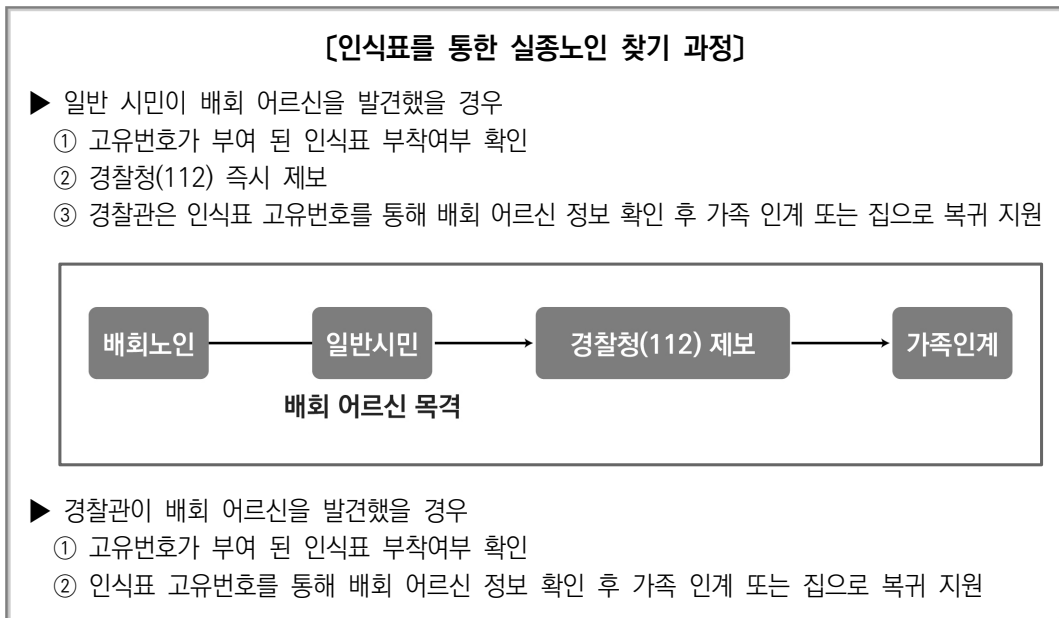 〔인식표를 통한 실종노인 찾기 과정〕
▶ 일반 시민이 배회 어르신을 발견했을 경우
① 고유번호가 부여 된 인식표 부착여부 확인
② 경찰청(112) 즉시 제보
③ 경찰관은 인식표 고유번호를 통해 배회 어르신 정보 확인 후 가족 인계 또는 집으로 복귀 지원
배회노인 일반시민 경찰청(112) 제보 가족인계
배회 어르신 목격
▶ 경찰관이 배회 어르신을 발견했을 경우
① 고유번호가 부여 된 인식표 부착여부 확인
② 인식표 고유번호를 통해 배회 어르신 정보 확인 후 가족 인계 또는 집으로 복귀 지원